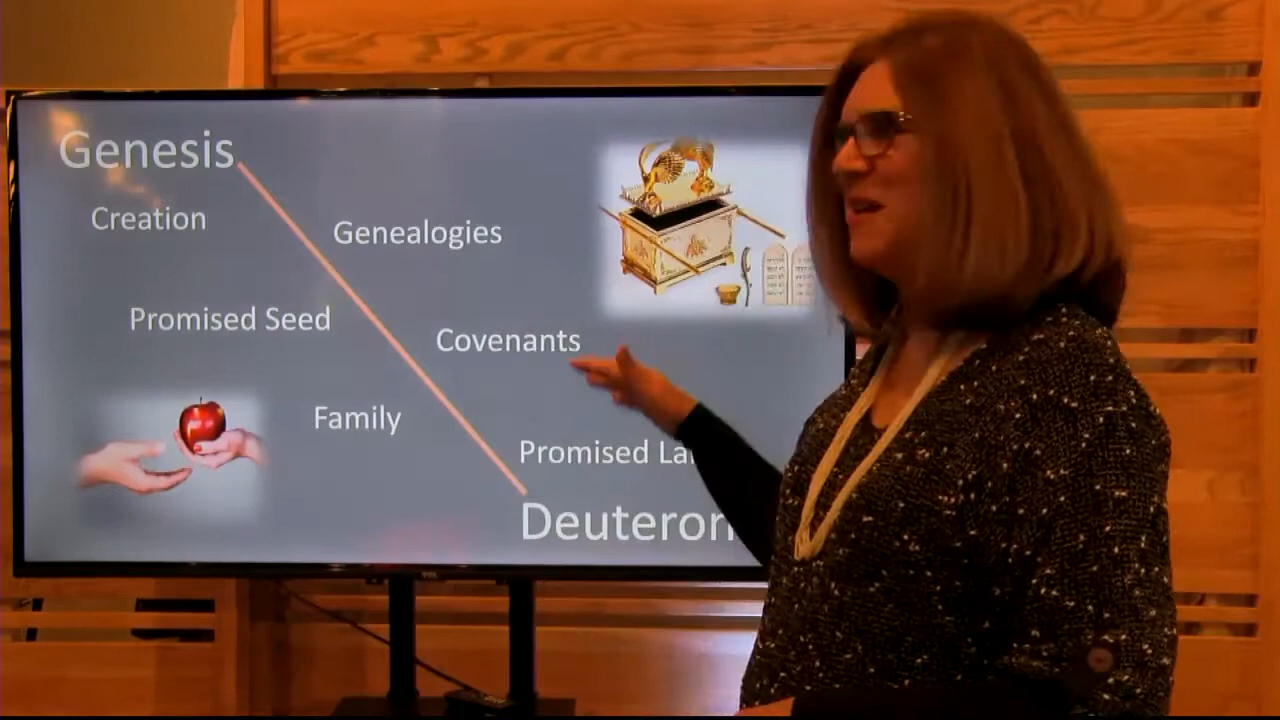 Genesis
Creation
Genealogies
Promised Seed
Covenants
Family
Promised La
Deuteron